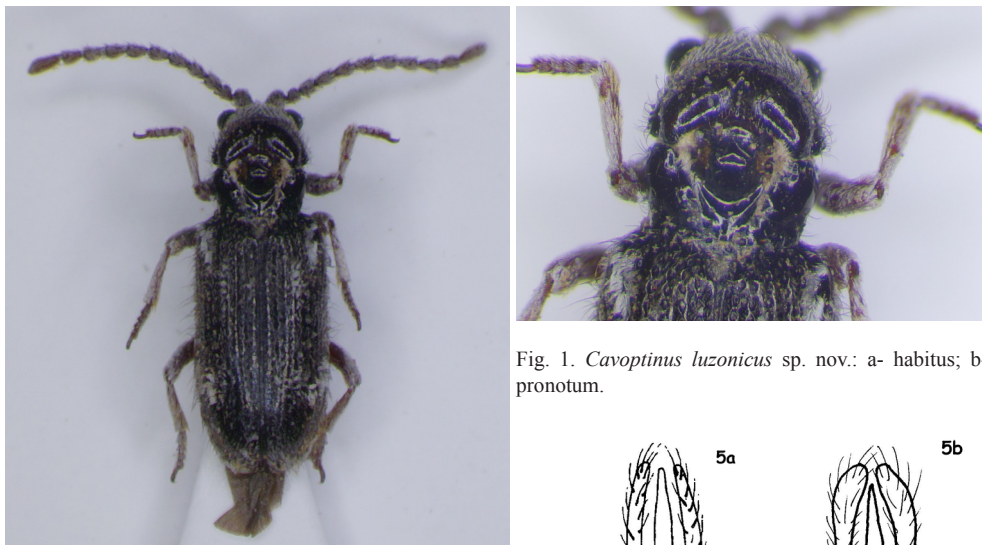 Fig. 1. Cavoptinus luzonicus sp. nov.: a- habitus; b-
pronotum.
5a
5b